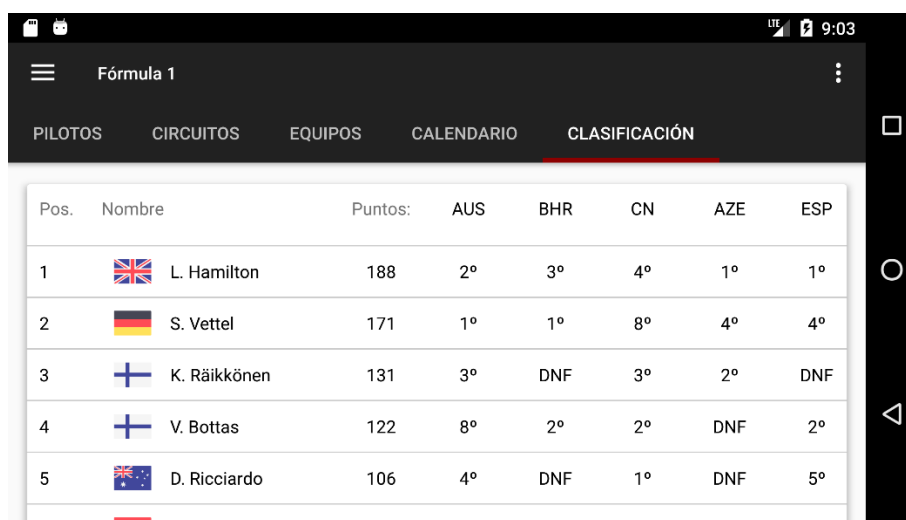 LTE 9:03
Fórmula 1
PILOTOS CIRCUITOS EQUIPOS CALENDARIO CLASIFICACIÓN
Pos. Nombre Puntos: AUS BHR CN AZE ESP
1 L. Hamilton 188 2º 3º 4º 1º 1º
2 S. Vettel 171 1º 1º 8º 4º 4º
3 K. Räikkönen 131 3º DNF 3º 2º DNF
4 V. Bottas 122 8º 2º 2º DNF 2º
5 D. Ricciardo 106 4º DNF 1º DNF 5º